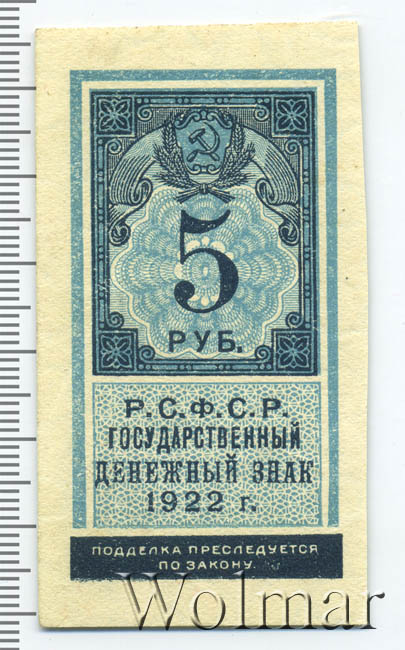 5
РУБ.
Р.С.Ф.С.Р.
ГОСУДАРСТВЕННЫЙ
ДЕНЕЖНЫЙ ЗНАК
1922 г.
ПОДДЕЛКА ПРЕСЛЕДУЕТСЯ
ПО ЗАКОНУ.
Wolmar